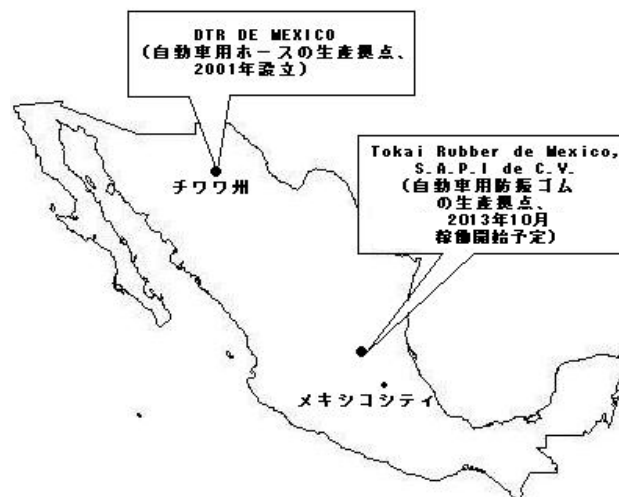 DTR DE MEXICO
(自動車用ホースの生産拠点、
2001年設立)
チワワ州
Tokai Rubber de Mexico,
S.A.P.I de C.V.
(自動車用防振ゴム
の生産拠点、
2013年10月
稼働開始予定)
メキシコシティ